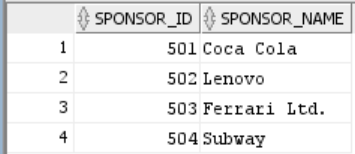 SPONSOR_ID SPONSOR_NAME
1 501 Coca Cola
2 502 Lenovo
3 503 Ferrari Ltd.
4 504 Subway